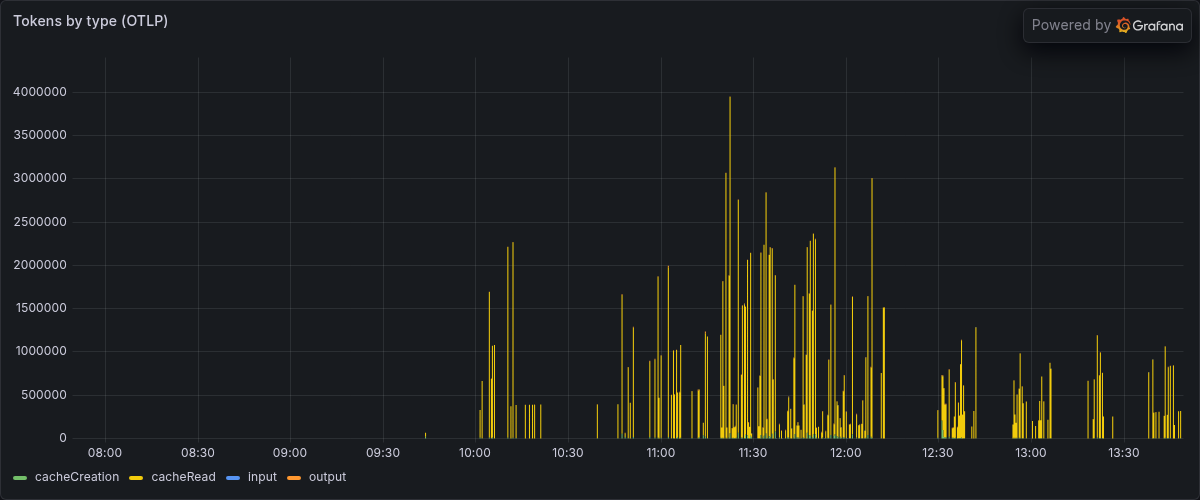 Tokens by type (OTLP)
Powered by Grafana
4000000
3500000
3000000
2500000
2000000
1500000
1000000
500000
0
08:00 08:30 09:00 09:30 10:00 10:30 11:00 11:30 12:00 12:30 13:00 13:30
cacheCreation cacheRead input output